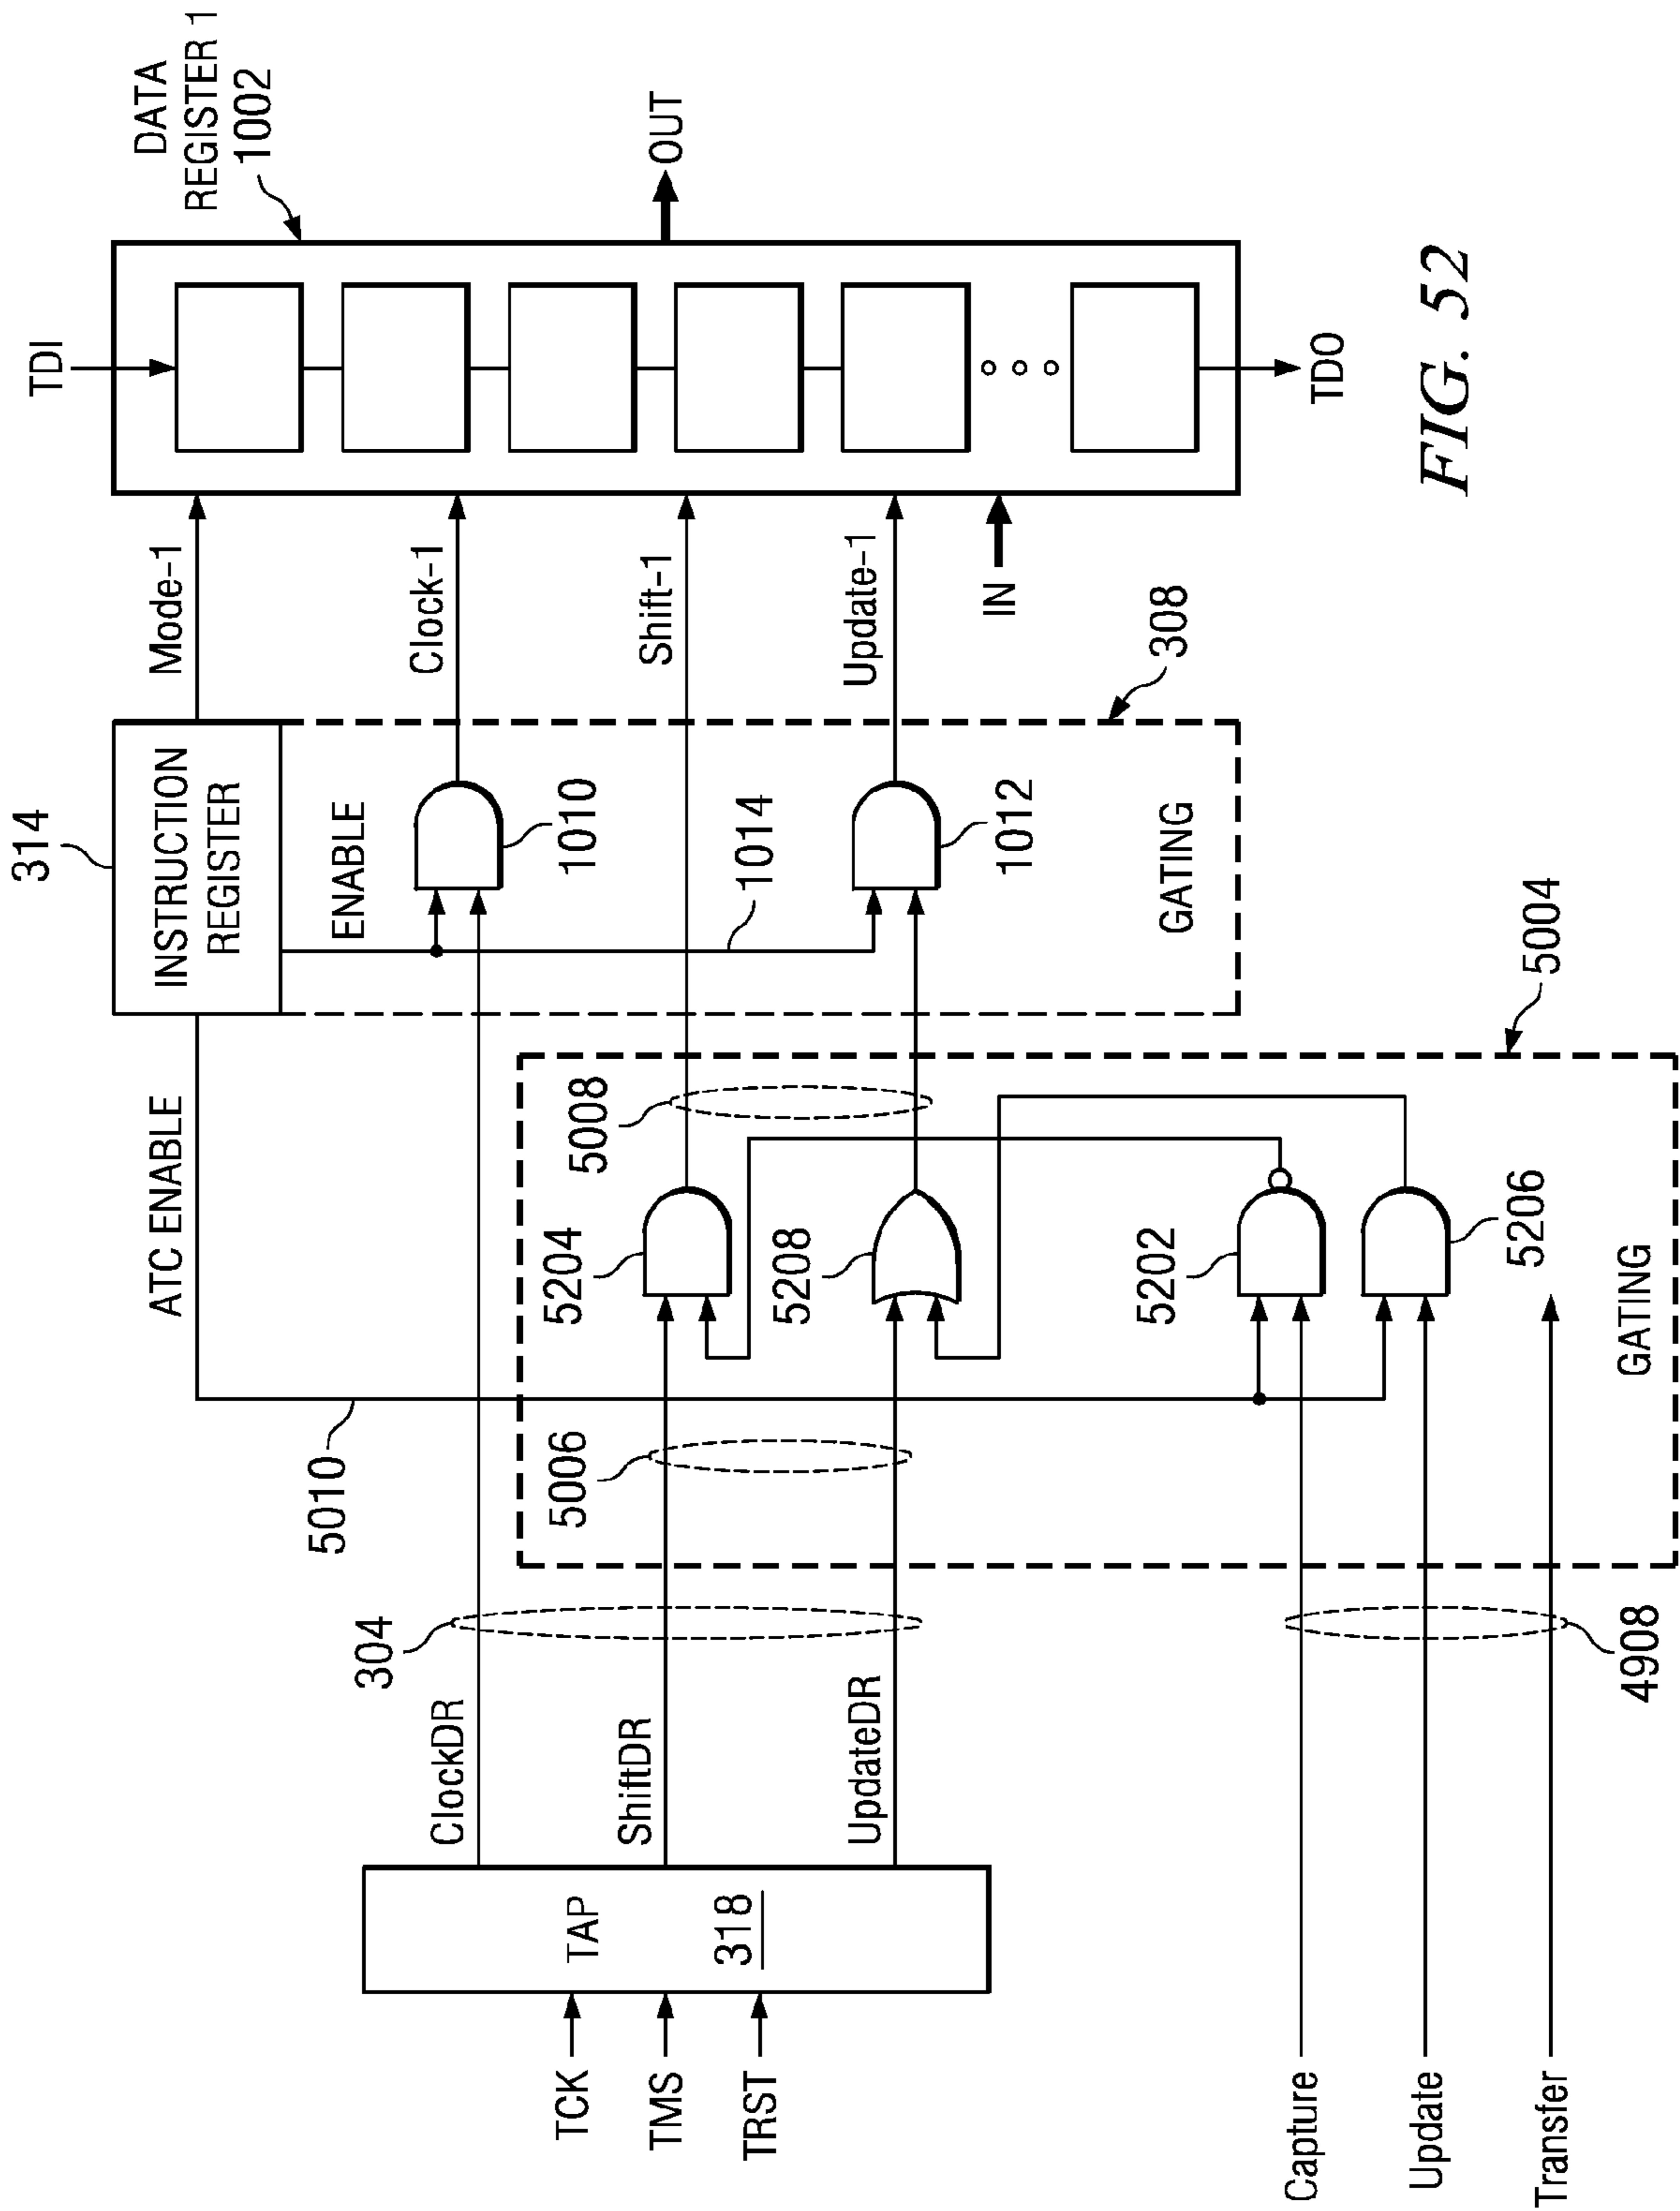 TCK
TMS
TRST
TAP
318
ClockDR
ShiftDR
UpdateDR
304
Capture
Update
Transfer
4908
5010
5006
ATC ENABLE
5204
5208
5202
5206
5008
GATING
5004
314
INSTRUCTION
REGISTER
ENABLE
1010
1014
1012
GATING
308
Mode-1
Clock-1
Shift-1
Update-1
IN
TDI
TDO
OUT
DATA
REGISTER 1
1002
FIG. 52